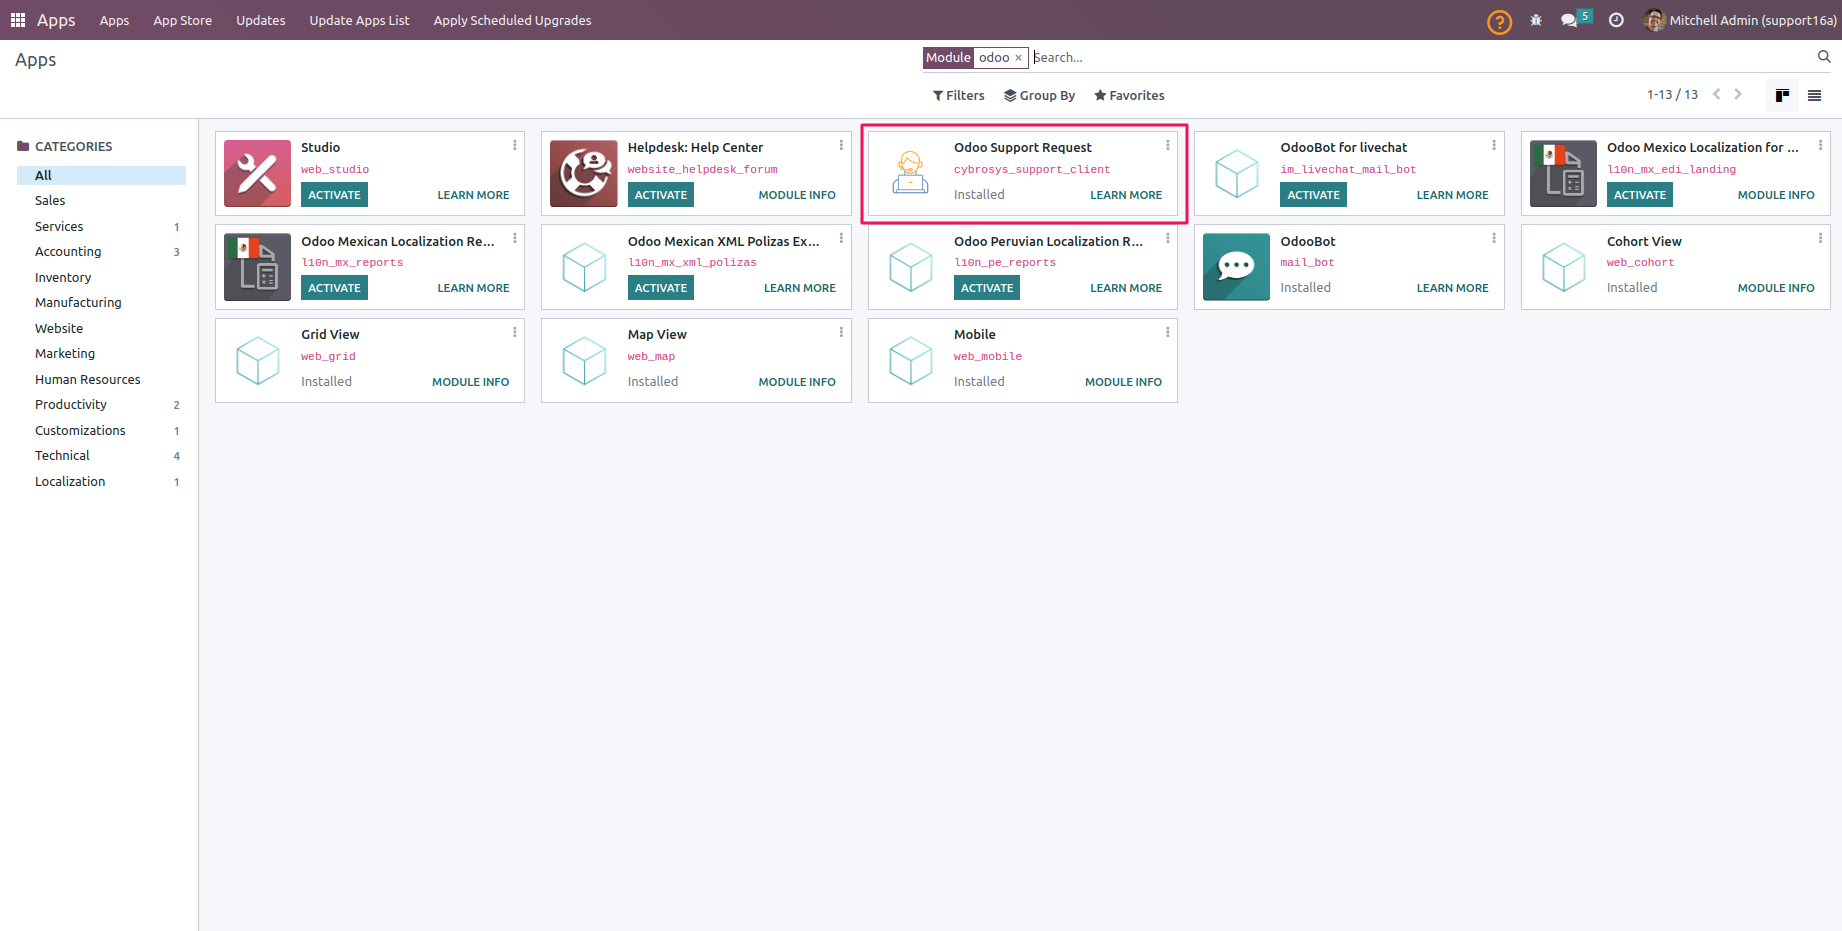 Apps Apps App Store Updates Update Apps List Apply Scheduled Upgrades ? 5 Mitchell Admin (support16a)
Apps
Module odoo × Search...
Filters Group By Favorites 1-13 / 13
CATEGORIES
All
Sales
Services 1
Accounting 3
Inventory
Manufacturing
Website
Marketing
Human Resources
Productivity 2
Customizations 1
Technical 4
Localization 1
Studio
web_studio
ACTIVATE LEARN MORE
Helpdesk: Help Center
website_helpdesk_forum
ACTIVATE MODULE INFO
Odoo Support Request
cybrosys_support_client
Installed LEARN MORE
OdooBot for livechat
im_livechat_mail_bot
ACTIVATE LEARN MORE
Odoo Mexico Localization for ...
l10n_mx_edi_landing
ACTIVATE MODULE INFO
Odoo Mexican Localization Re...
l10n_mx_reports
ACTIVATE LEARN MORE
Odoo Mexican XML Polizas Ex...
l10n_mx_xml_polizas
ACTIVATE LEARN MORE
Odoo Peruvian Localization R...
l10n_pe_reports
ACTIVATE LEARN MORE
OdooBot
mail_bot
Installed LEARN MORE
Cohort View
web_cohort
Installed MODULE INFO
Grid View
web_grid
Installed MODULE INFO
Map View
web_map
Installed MODULE INFO
Mobile
web_mobile
Installed MODULE INFO